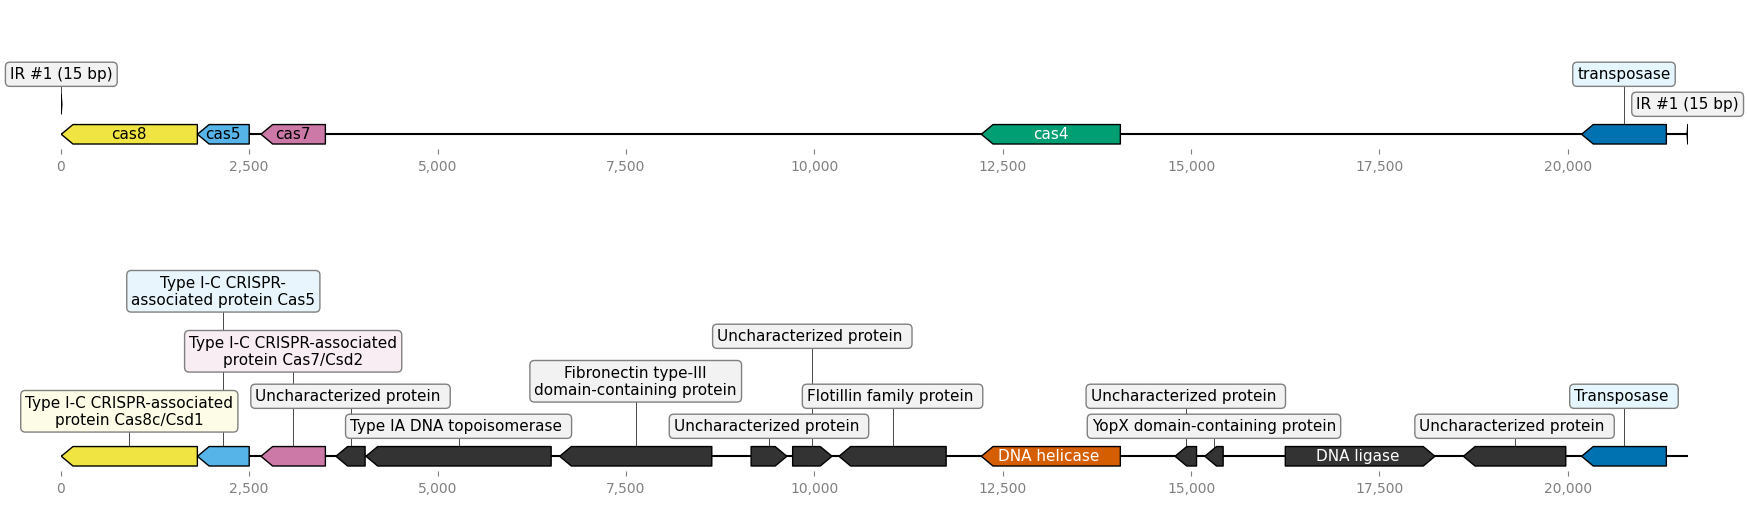 IR #1 (15 bp)
transposase
IR #1 (15 bp)
cas8
cas5
cas7
cas4
0
2,500
5,000
7,500
10,000
12,500
15,000
17,500
20,000
Type I-C CRISPR-
associated protein Cas5
Type I-C CRISPR-associated
protein Cas7/Csd2
Uncharacterized protein
Fibronectin type-III
domain-containing protein
Type I-C CRISPR-associated
protein Cas8c/Csd1
Uncharacterized protein
Flotillin family protein
Uncharacterized protein
Transposase
Type IA DNA topoisomerase
Uncharacterized protein
YopX domain-containing protein
Uncharacterized protein
DNA helicase
DNA ligase
0
2,500
5,000
7,500
10,000
12,500
15,000
17,500
20,000